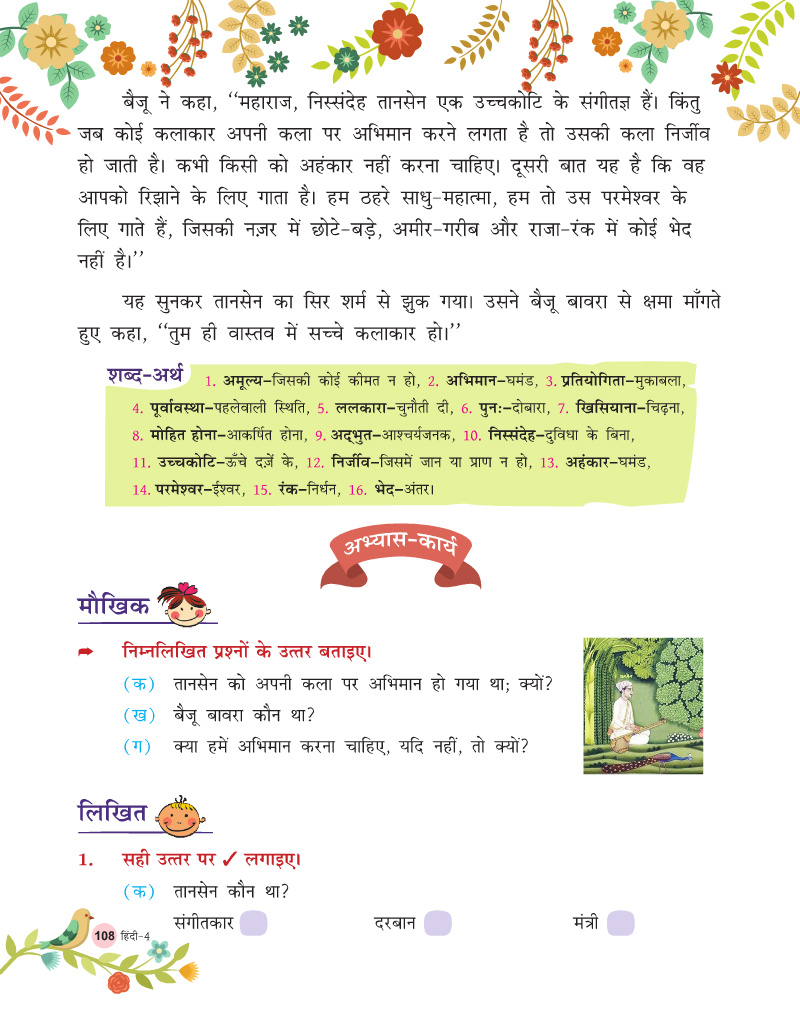 बैजू ने कहा, ‘‘महाराज, निस्संदेह तानसेन एक उच्चकोटि के संगीतज्ञ हैं। किंतु
जब कोई कलाकार अपनी कला पर अभिमान करने लगता है तो उसकी कला निर्जीव
हो जाती है। कभी किसी को अहंकार नहीं करना चाहिए। दूसरी बात यह है कि वह
आपको रिझाने के लिए गाता है। हम ठहरे साधु-महात्मा, हम तो उस परमेश्वर के
लिए गाते हैं, जिसकी नज़र में छोटे-बड़े, अमीर-गरीब और राजा-रंक में कोई भेद
नहीं है।’’
यह सुनकर तानसेन का सिर शर्म से झुक गया। उसने बैजू बावरा से क्षमा माँगते
हुए कहा, ‘‘तुम ही वास्तव में सच्चे कलाकार हो।’’
शब्द-अर्थ
1. अमूल्य–जिसकी कोई कीमत न हो, 2. अभिमान–घमंड, 3. प्रतियोगिता–मुकाबला,
4. पूर्वावस्था–पहलेवाली स्थिति, 5. ललकारा–चुनौती दी, 6. पुनः–दोबारा, 7. खिसियाना–चिढ़ना,
8. मोहित होना–आकर्षित होना, 9. अद्भुत–आश्चर्यजनक, 10. निस्संदेह–दुविधा के बिना,
11. उच्चकोटि–ऊँचे दर्ज़े के, 12. निर्जीव–जिसमें जान या प्राण न हो, 13. अहंकार–घमंड,
14. परमेश्वर–ईश्वर, 15. रंक–निर्धन, 16. भेद–अंतर।
अभ्यास-कार्य
मौखिक
➦ निम्नलिखित प्रश्नों के उत्तर बताइए।
(क) तानसेन को अपनी कला पर अभिमान हो गया था; क्यों?
(ख) बैजू बावरा कौन था?
(ग) क्या हमें अभिमान करना चाहिए, यदि नहीं, तो क्यों?
लिखित
1. सही उत्तर पर ✓ लगाइए।
(क) तानसेन कौन था?
संगीतकार दरबान मंत्री
108 हिंदी-4